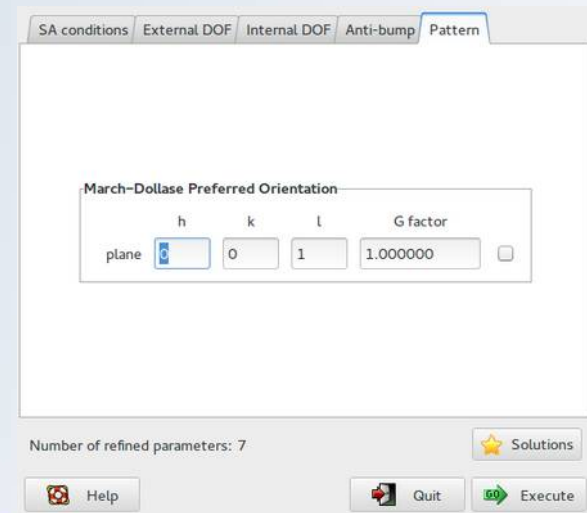 SA conditions External DOF Internal DOF Anti-bump Pattern
March-Dollase Preferred Orientation
h k l G factor
plane 0 0 1 1.000000
Number of refined parameters: 7
Solutions
Help Quit GO Execute